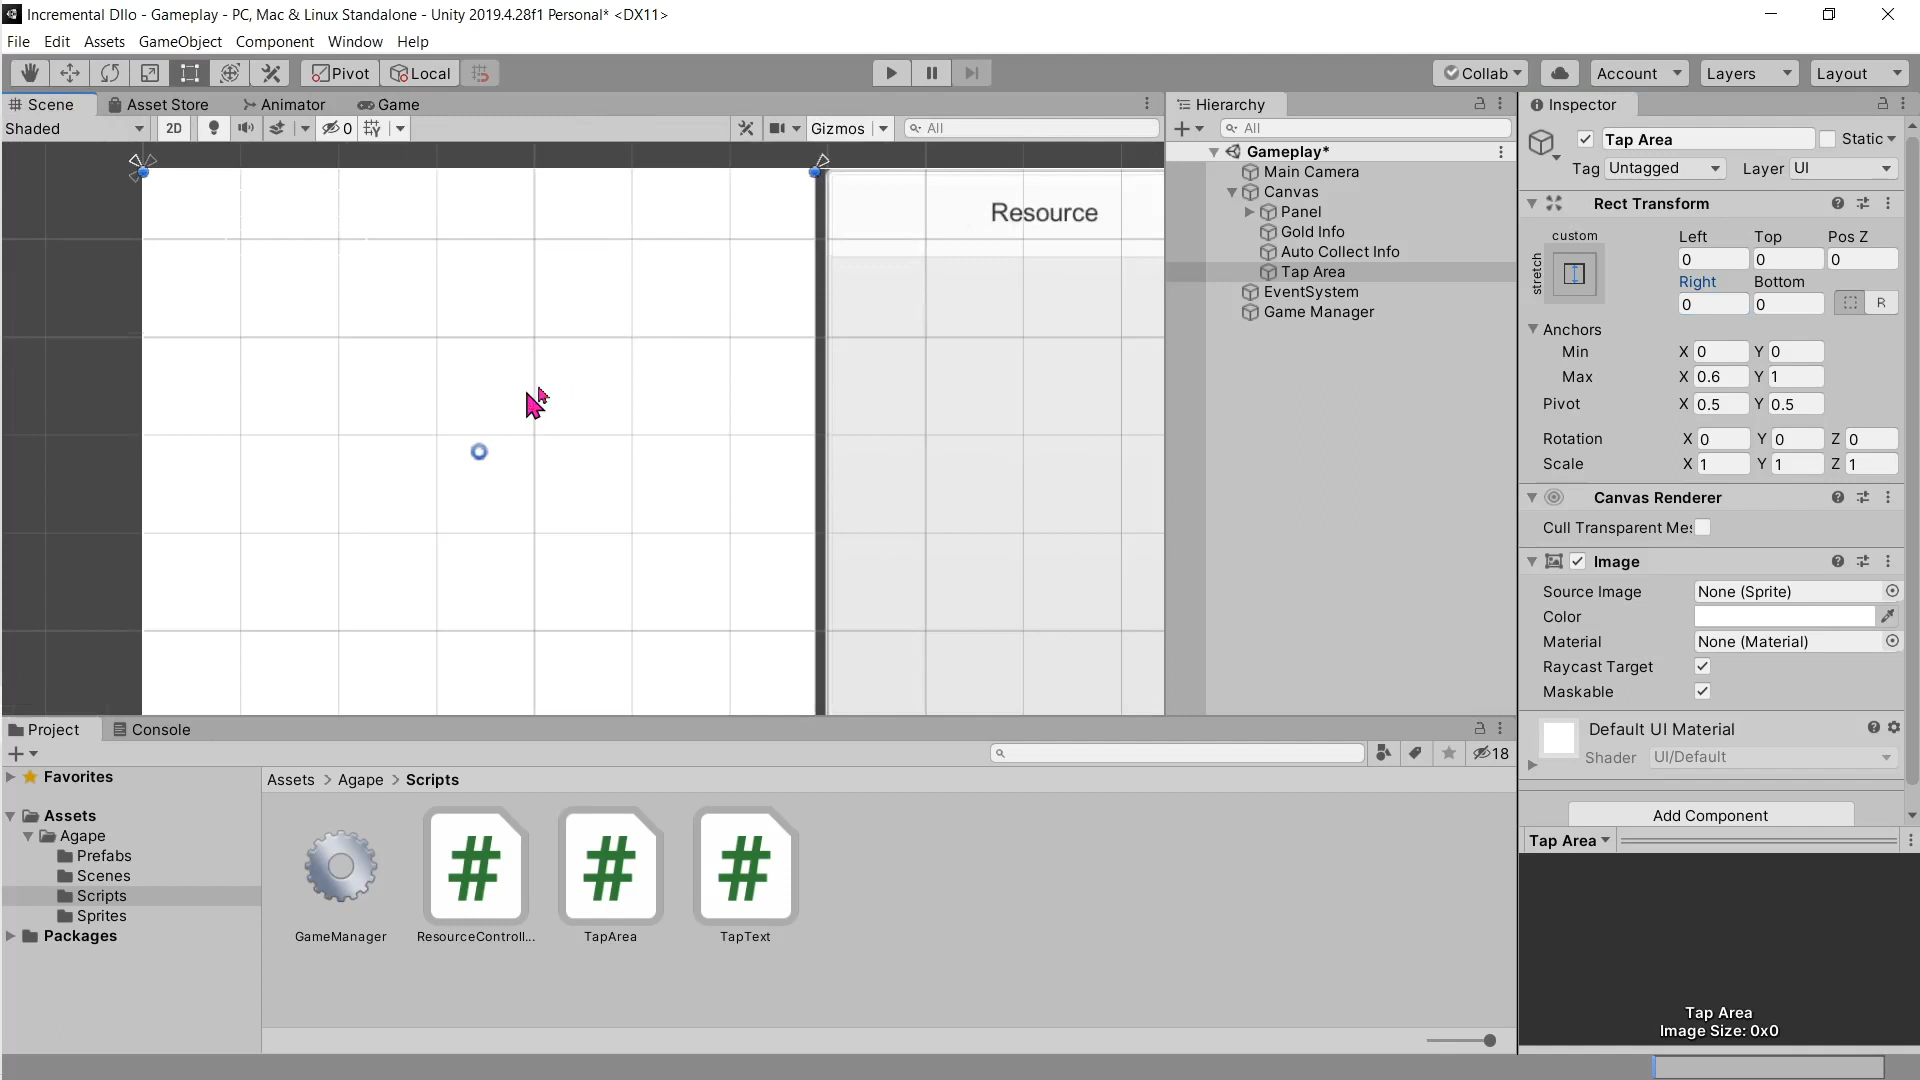 Incremental DIlo - Gameplay - PC, Mac & Linux Standalone - Unity 2019.4.28f1 Personal* <DX11>
File Edit Assets GameObject Component Window Help
Pivot Local Collab Account Layers Layout
Scene Asset Store Animator Game
Shaded 2D 0 Gizmos All
Resource
Hierarchy
All
Gameplay*
Main Camera
Canvas
Panel
Gold Info
Auto Collect Info
Tap Area
EventSystem
Game Manager
Inspector
Tap Area Static
Tag Untagged Layer UI
Rect Transform
custom Left Top Pos Z
stretch 0 0 0
Right Bottom
0 0 R
Anchors
Min X 0 Y 0
Max X 0.6 Y 1
Pivot X 0.5 Y 0.5
Rotation X 0 Y 0 Z 0
Scale X 1 Y 1 Z 1
Canvas Renderer
Cull Transparent Me
Image
Source Image None (Sprite)
Color
Material None (Material)
Raycast Target
Maskable
Default UI Material
Shader UI/Default
Add Component
Tap Area
Tap Area
Image Size: 0x0
Project Console
18
Favorites
Assets
Agape
Prefabs
Scenes
Scripts
Sprites
Packages
Assets > Agape > Scripts
# # #
GameManager ResourceControll... TapArea TapText